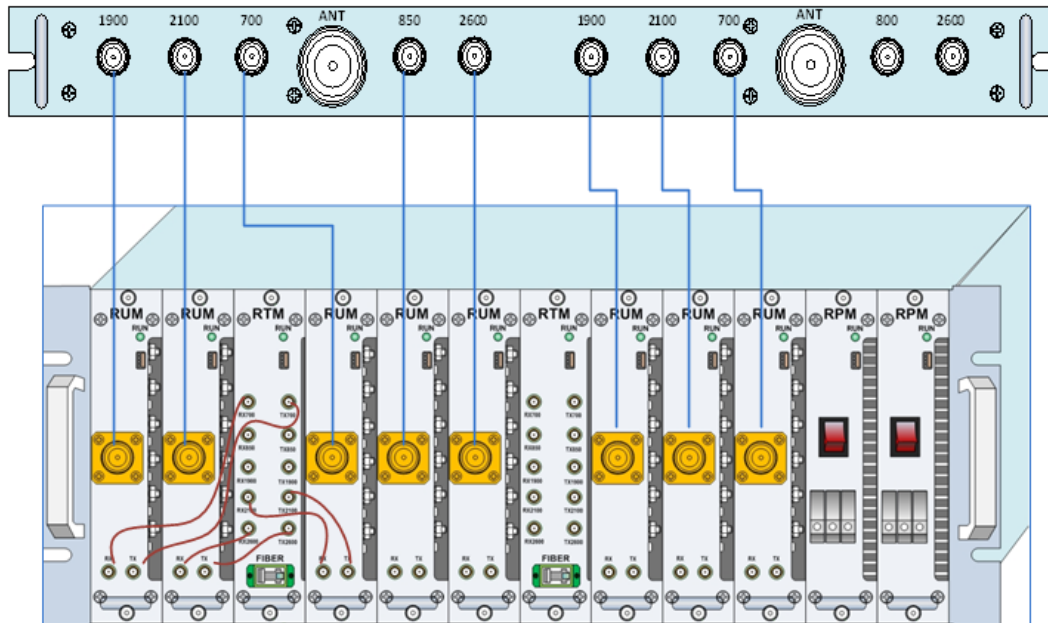 1900 2100 700 ANT 850 2600 1900 2100 700 ANT 800 2600
RUM RUM RTM RUM RUM RUM RTM RUM RUM RUM RPM RPM
RUN RUN RUN RUN RUN RUN RUN RUN RUN RUN RUN RUN
RX700 TX700 RX700 TX700
RX850 TX850 RX850 TX850
RX1900 TX1900 RX1900 TX1900
RX2100 TX2100 RX2100 TX2100
RX2600 TX2600 RX2600 TX2600
RX TX RX TX FIBER RX TX RX TX RX TX FIBER RX TX RX TX RX TX